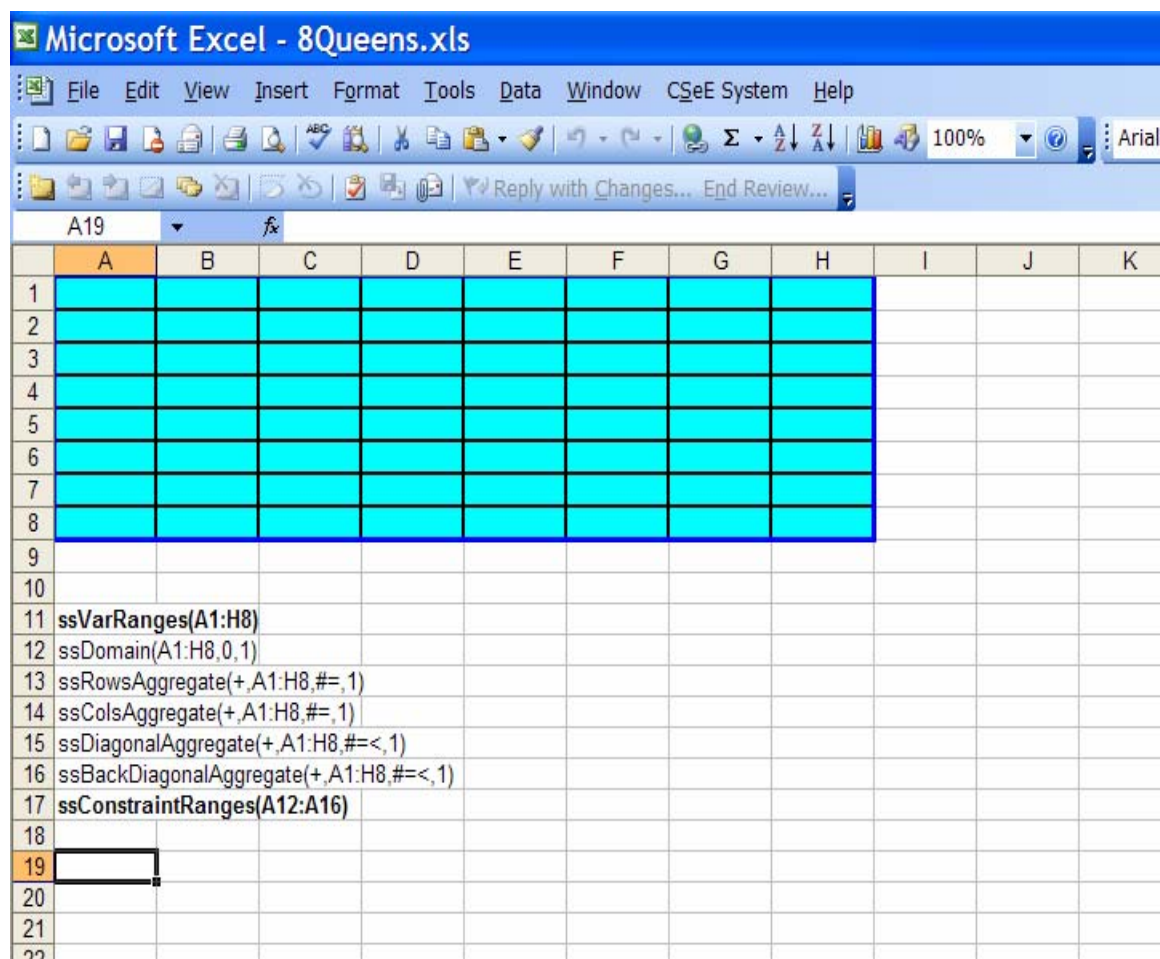 Microsoft Excel - 8Queens.xls
File Edit View Insert Format Tools Data Window CSeE System Help
ABC Σ A Z Z A 100% Arial
Reply with Changes... End Review...
A19 fx
A B C D E F G H I J K
1
2
3
4
5
6
7
8
9
10
11 ssVarRanges(A1:H8)
12 ssDomain(A1:H8,0,1)
13 ssRowsAggregate(+,A1:H8,#=,1)
14 ssColsAggregate(+,A1:H8,#=,1)
15 ssDiagonalAggregate(+,A1:H8,#=<,1)
16 ssBackDiagonalAggregate(+,A1:H8,#=<,1)
17 ssConstraintRanges(A12:A16)
18
19
20
21
22